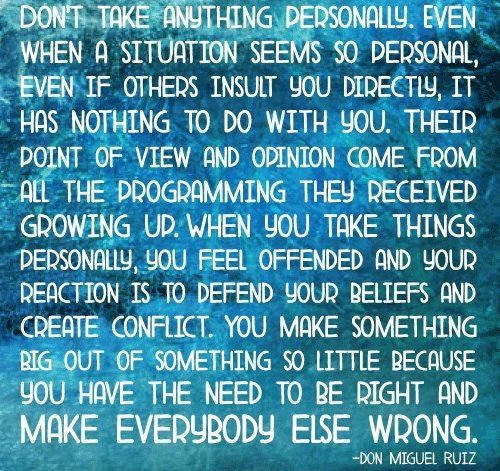 DON'T TAKE ANYTHING PERSONALLY. EVEN
WHEN A SITUATION SEEMS SO PERSONAL,
EVEN IF OTHERS INSULT YOU DIRECTLY, IT
HAS NOTHING TO DO WITH YOU. THEIR
POINT OF VIEW AND OPINION COME FROM
ALL THE PROGRAMMING THEY RECEIVED
GROWING UP. WHEN YOU TAKE THINGS
PERSONALLY, YOU FEEL OFFENDED AND YOUR
REACTION IS TO DEFEND YOUR BELIEFS AND
CREATE CONFLICT. YOU MAKE SOMETHING
BIG OUT OF SOMETHING SO LITTLE BECAUSE
YOU HAVE THE NEED TO BE RIGHT AND
MAKE EVERYBODY ELSE WRONG.
-DON MIGUEL RUIZ